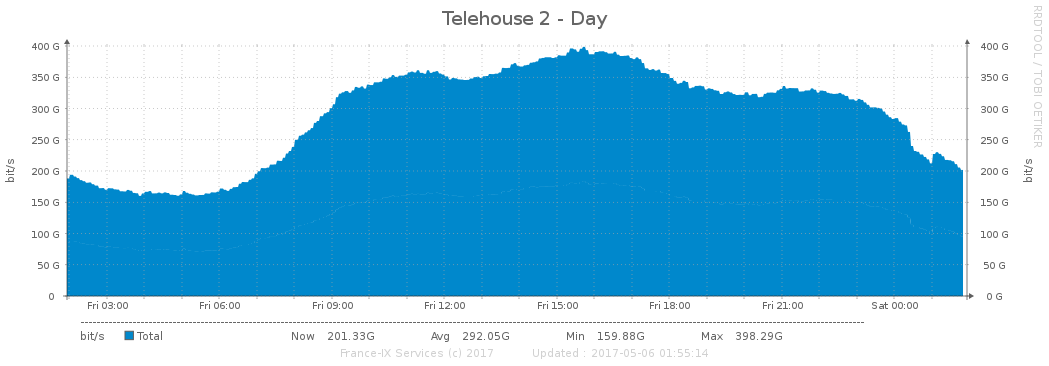 Telehouse 2 - Day
RRDTOOL / TOBI OETIKER
bit/s
bit/s
400 G 400 G
350 G 350 G
300 G 300 G
250 G 250 G
200 G 200 G
150 G 150 G
100 G 100 G
50 G 50 G
0 0 G
Fri 03:00 Fri 06:00 Fri 09:00 Fri 12:00 Fri 15:00 Fri 18:00 Fri 21:00 Sat 00:00
bit/s Total Now 201.33G Avg 292.05G Min 159.88G Max 398.29G
France-IX Services (c) 2017 Updated : 2017-05-06 01:55:14